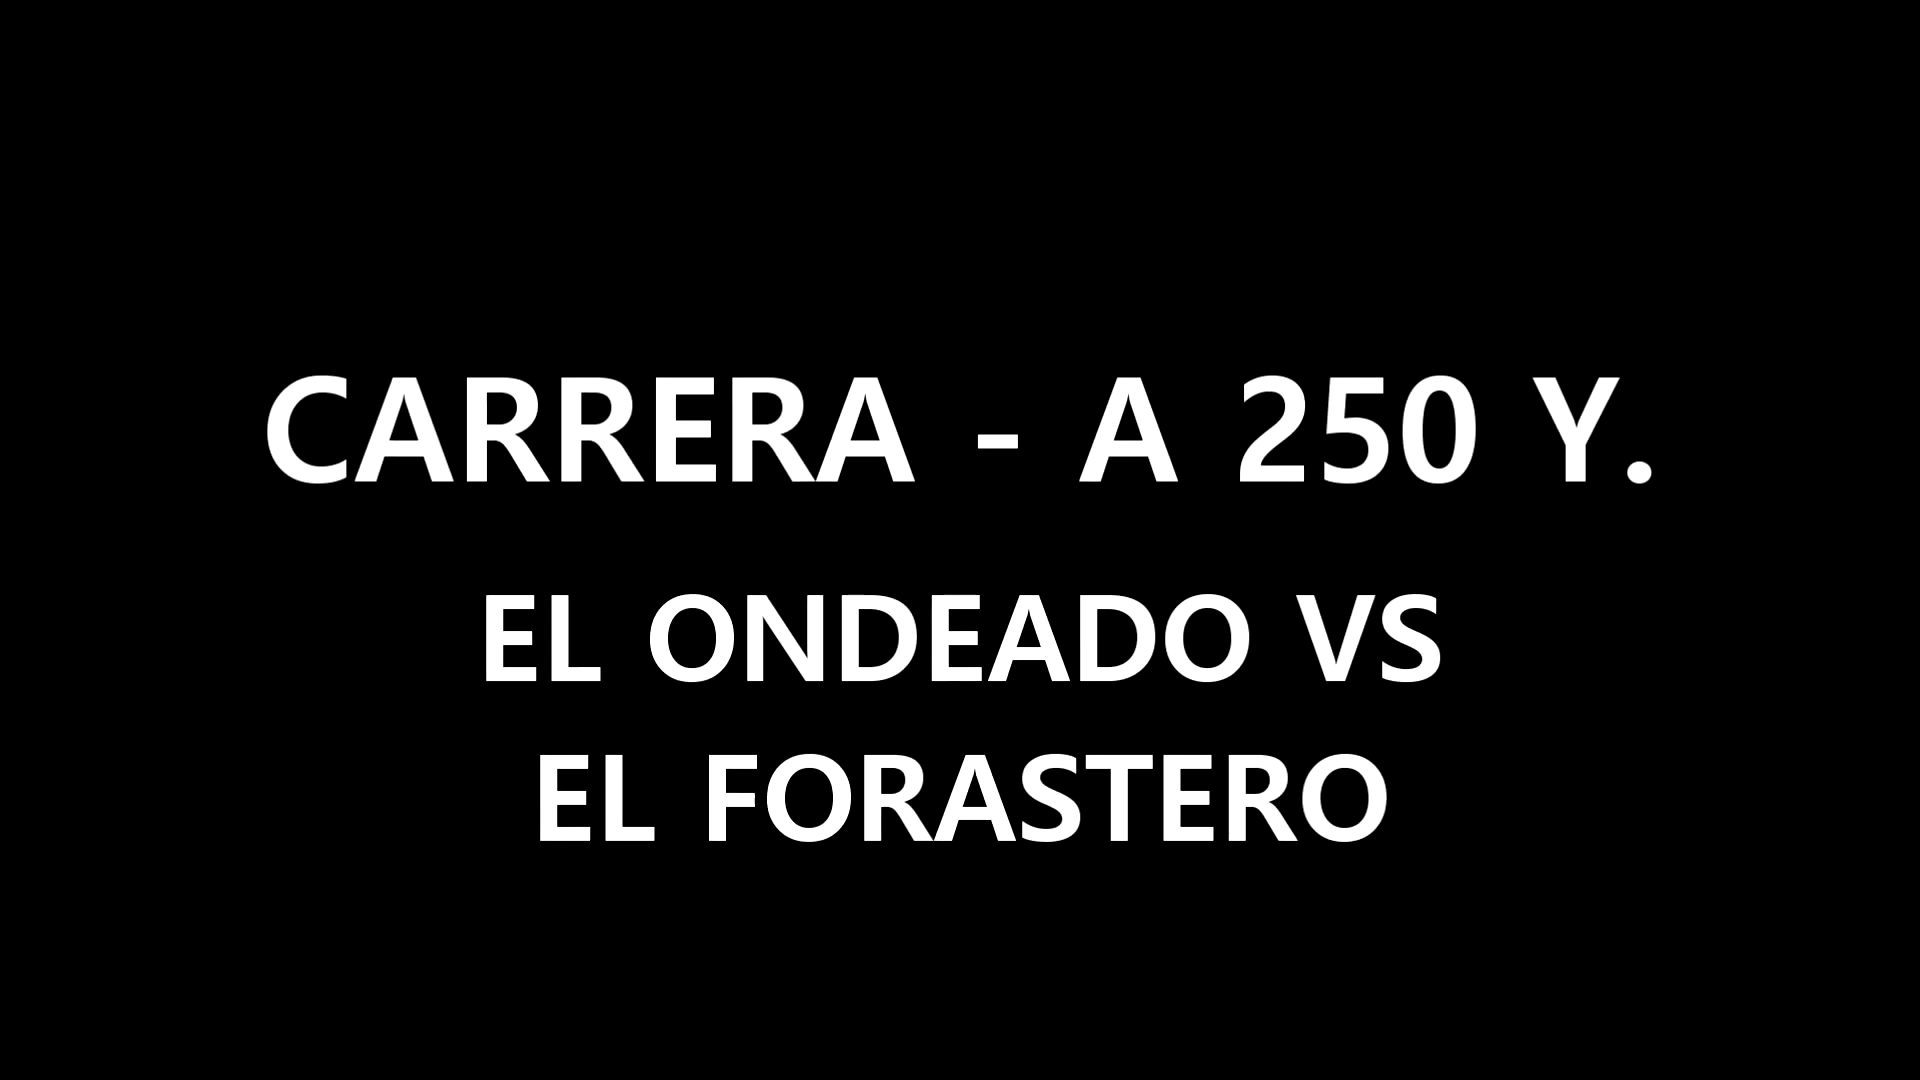 CARRERA - A 250 Y.
EL ONDEADO VS
EL FORASTERO